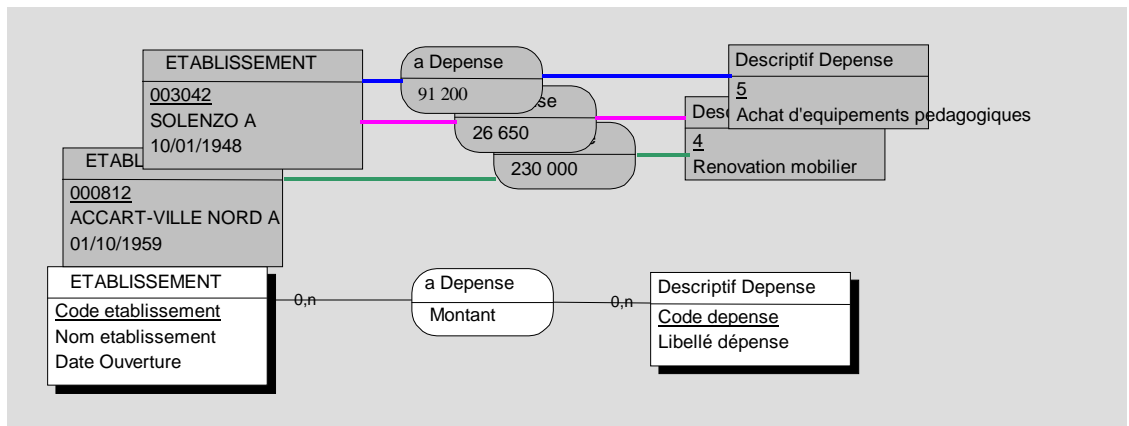 ETABLISSEMENT
003042
SOLENZO A
10/01/1948
a Depense
91 200
Descriptif Depense
5
Achat d'equipements pedagogiques
26 650
4
Renovation mobilier
230 000
000812
ACCART-VILLE NORD A
01/10/1959
ETABLISSEMENT
Code etablissement
Nom etablissement
Date Ouverture
0,n
a Depense
Montant
0,n
Descriptif Depense
Code depense
Libellé dépense